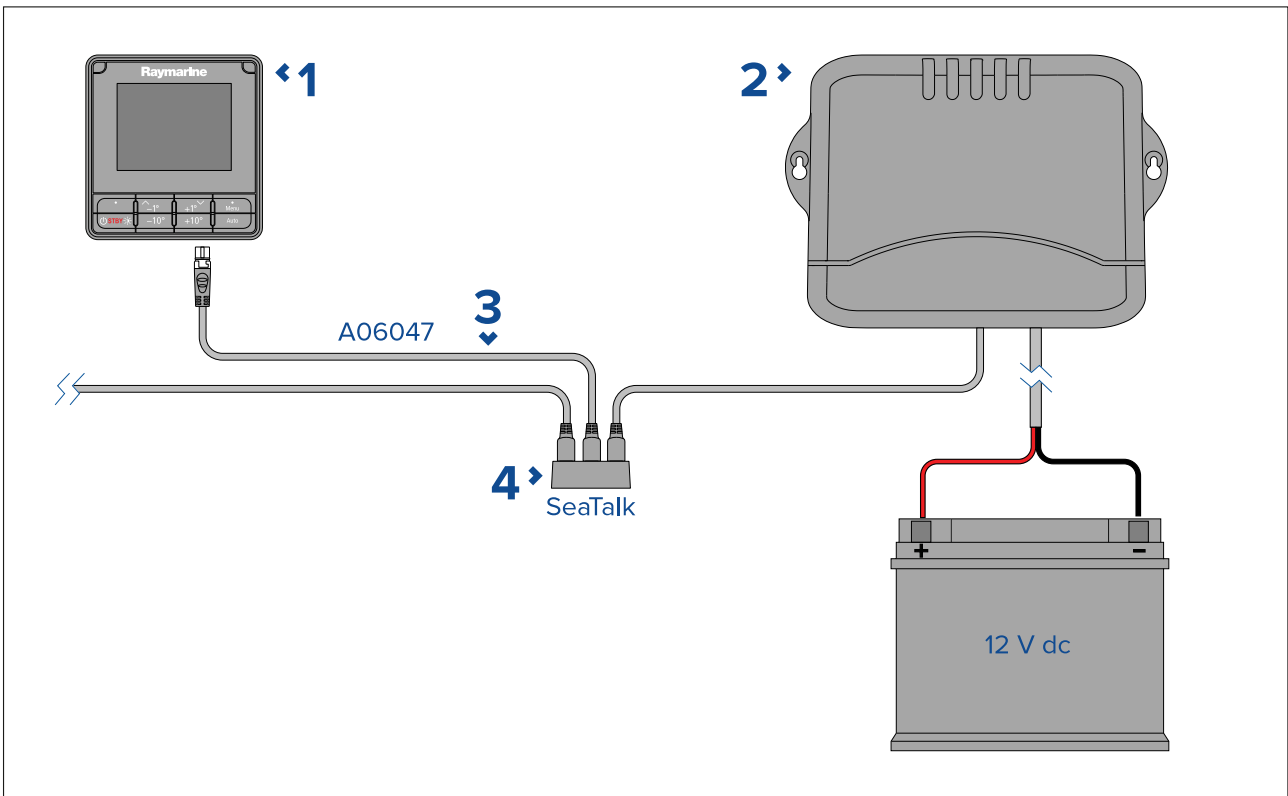 Raymarine
1
2
−1°
+1°
Menu
STBY
−10°
+10°
Auto
3
A06047
4
SeaTalk
+
−
12 V dc